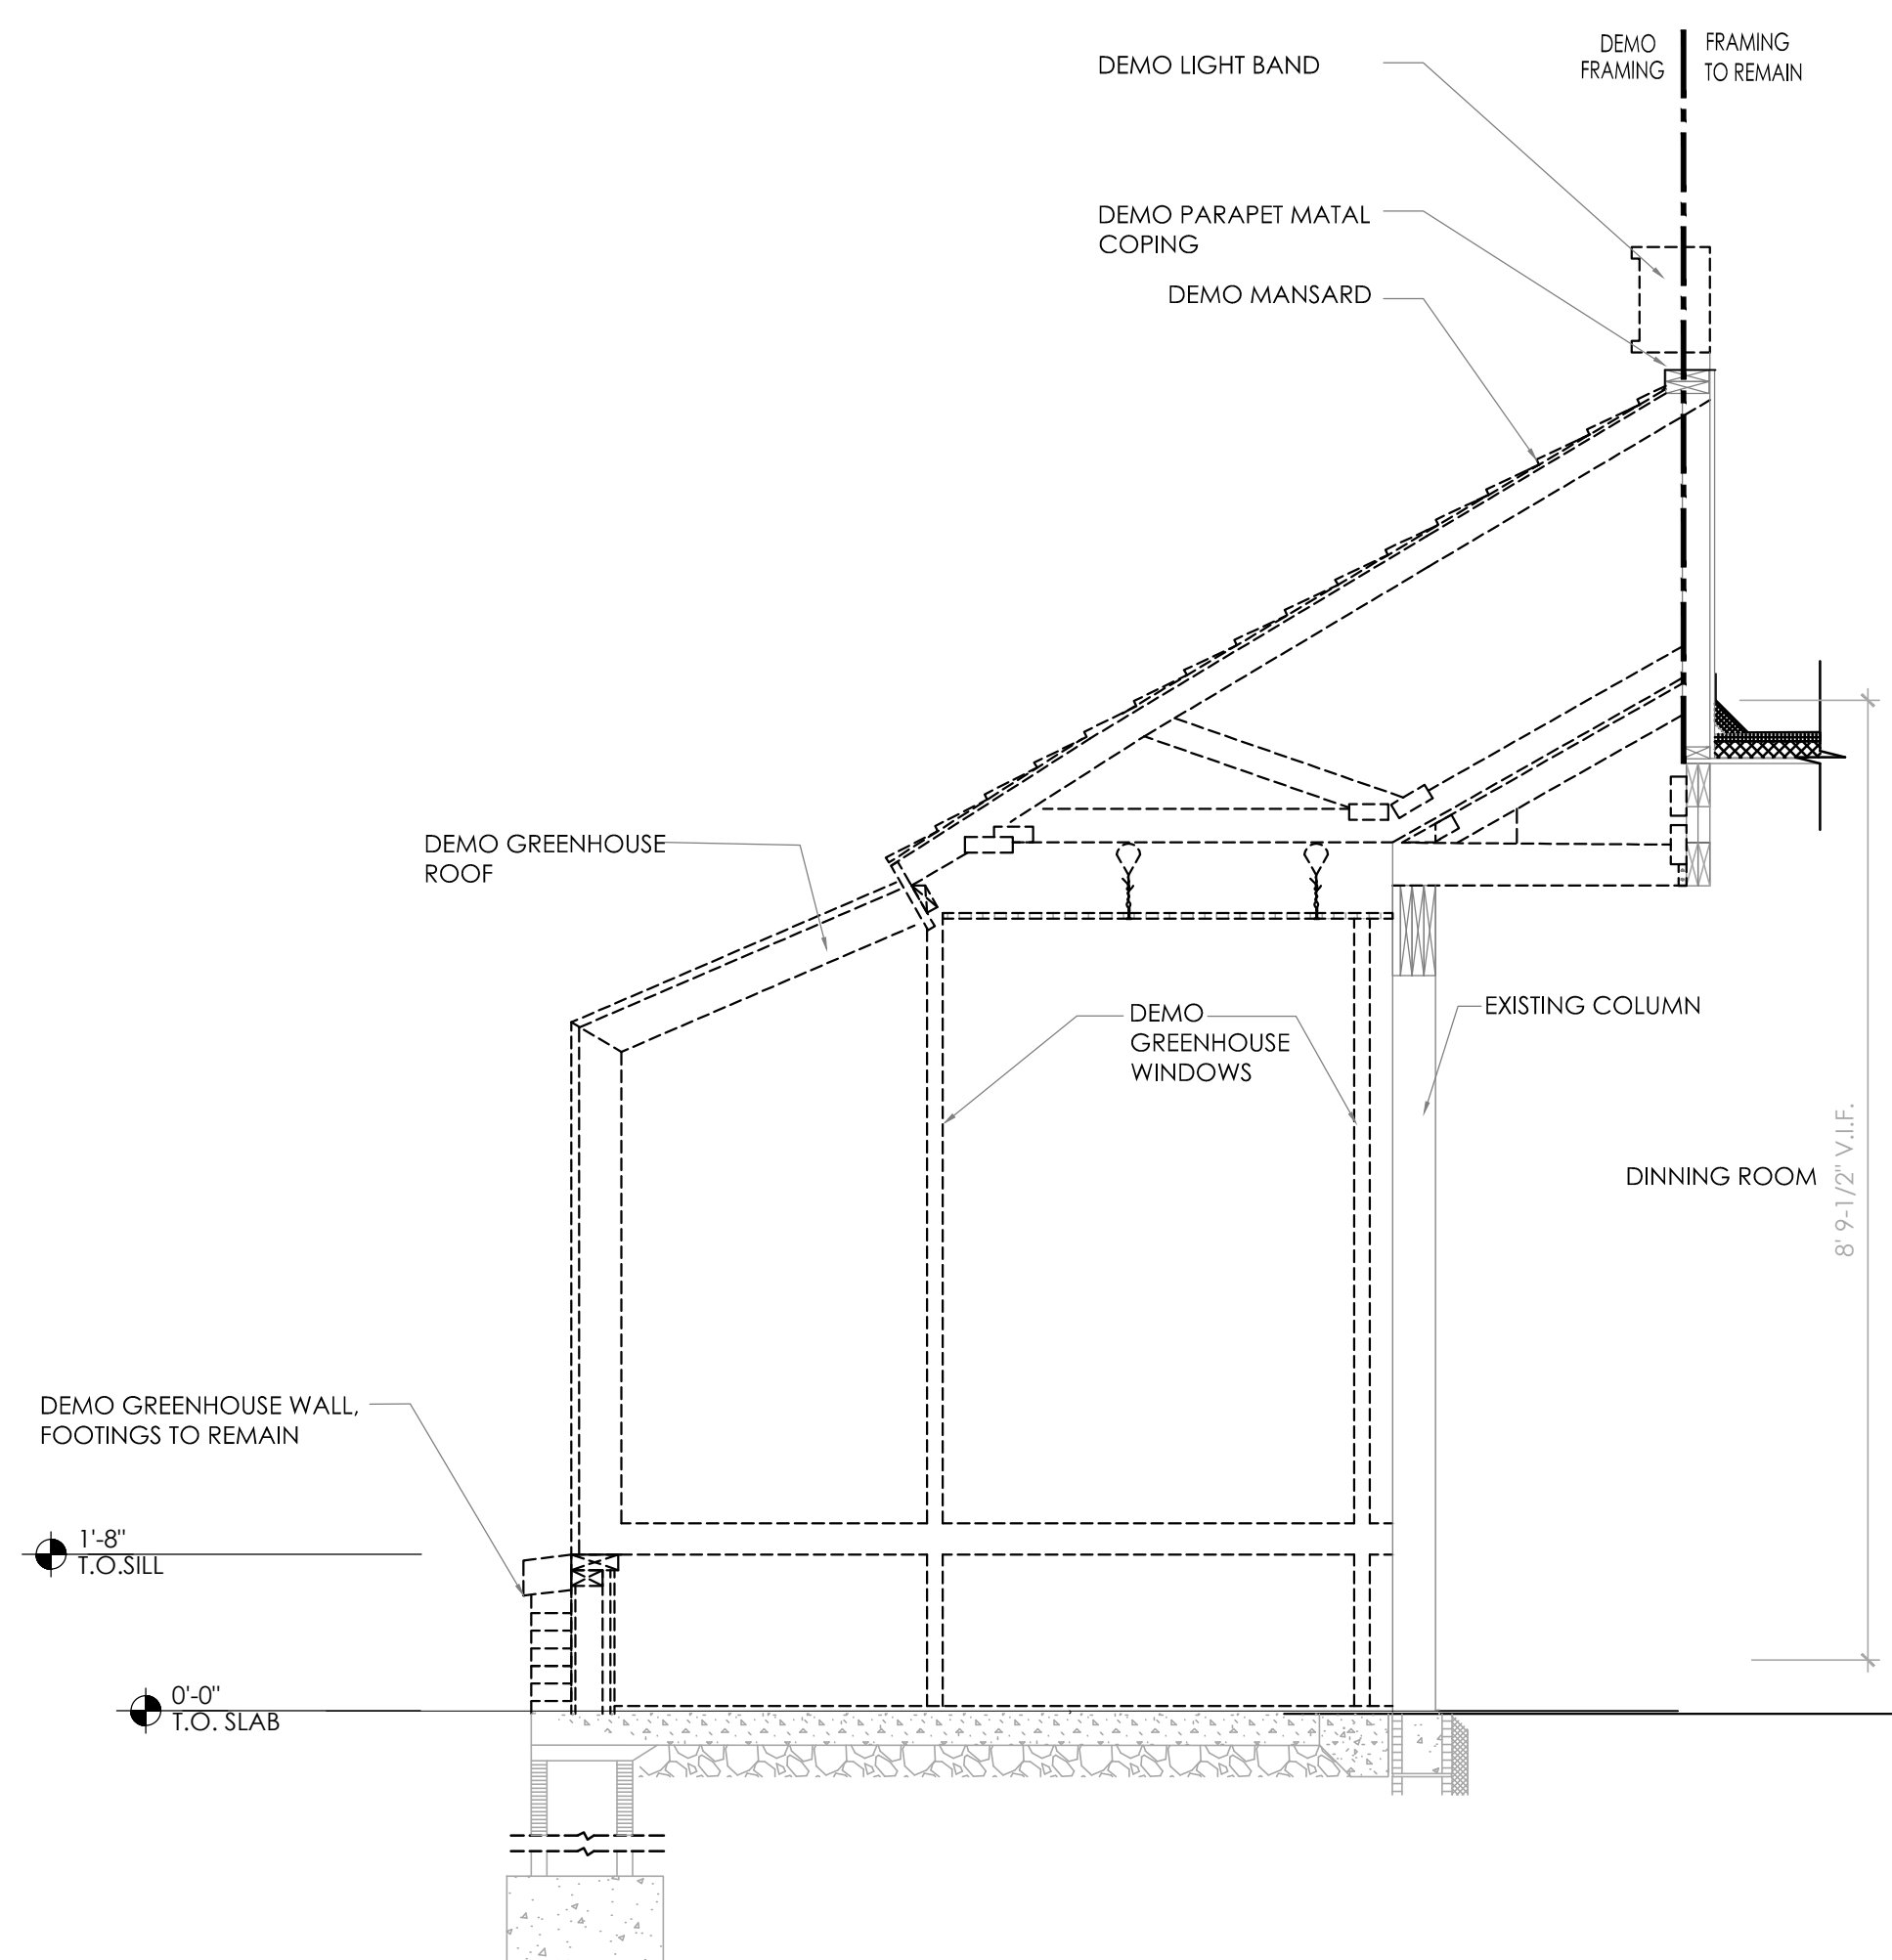 DEMO LIGHT BAND
DEMO
FRAMING
FRAMING
TO REMAIN
DEMO PARAPET MATAL
COPING
DEMO MANSARD
DEMO GREENHOUSE
ROOF
DEMO
GREENHOUSE
WINDOWS
EXISTING COLUMN
DINNING ROOM
8' 9-1/2" V.I.F.
DEMO GREENHOUSE WALL,
FOOTINGS TO REMAIN
1'-8"
T.O.SILL
0'-0"
T.O. SLAB